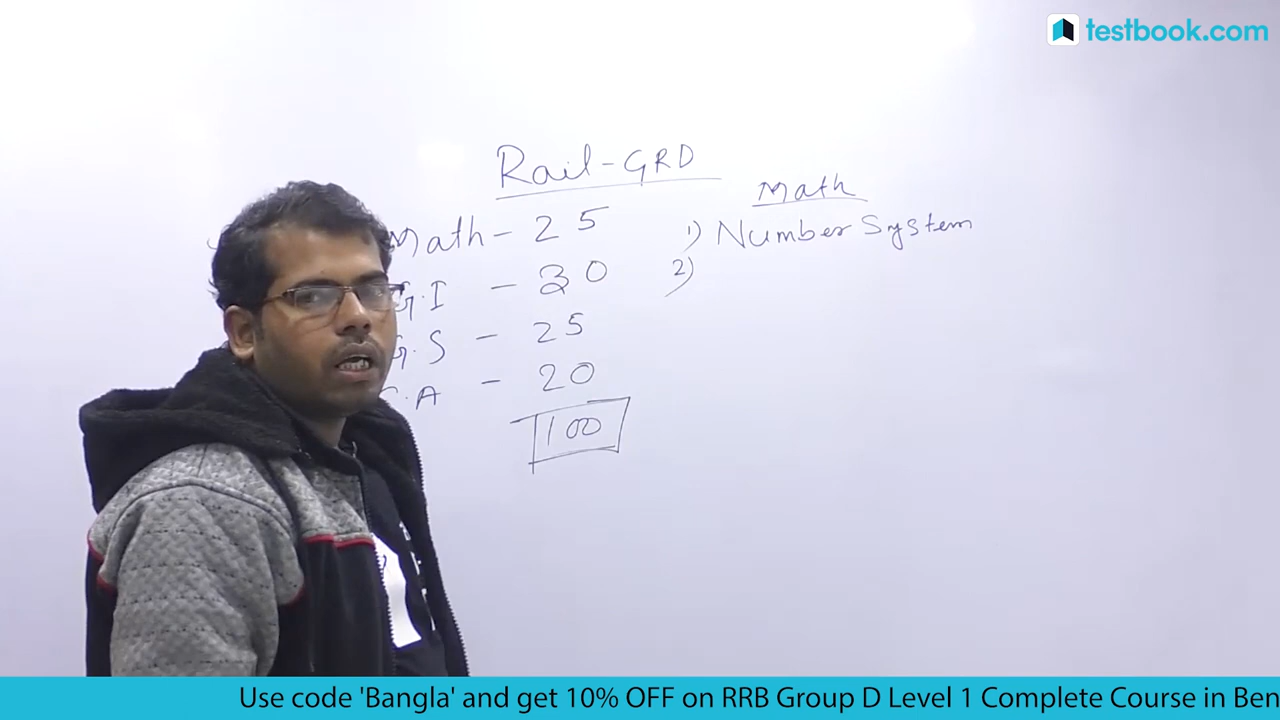 testbook.com
Rail-GRD
Math - 25
G.I - 30
G.S - 25
G.A - 20
100
Math
1) Number System
2)
Use code 'Bangla' and get 10% OFF on RRB Group D Level 1 Complete Course in Ben